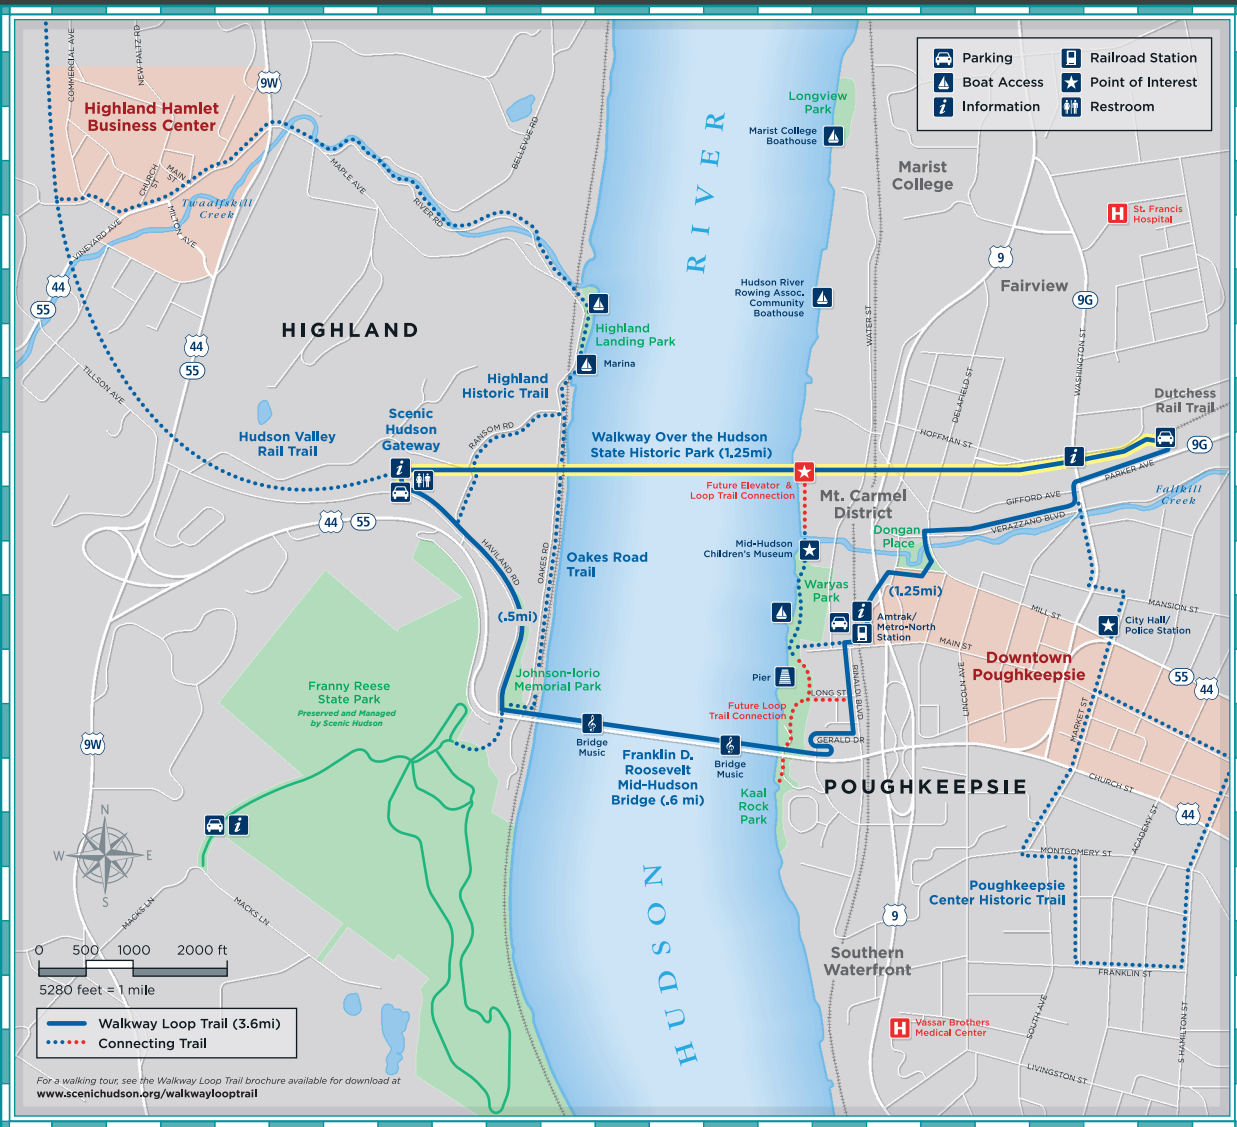 COMMERCIAL AVE
NEW PALTZ RD
9W
Highland Hamlet
Business Center
CHURCH
ST
MAIN
ST
MILTON AVE
VINEYARD AVE
Twaalfskill
Creek
MAPLE AVE
RIVER RD
BELLEVUE RD
44
55
44
55
TILLSON AVE
HIGHLAND
Highland
Landing Park
Marina
Highland
Historic Trail
Scenic
Hudson
Gateway
Hudson Valley
Rail Trail
RANSOM RD
44
55
HAVILAND RD
OAKES RD
Oakes Road
Trail
(.5mi)
Johnson-Iorio
Memorial Park
Franny Reese
State Park
Preserved and Managed
by Scenic Hudson
9W
MACKS LN
MACKS LN
RIVER
HUDSON
Longview
Park
Marist College
Boathouse
Hudson River
Rowing Assoc.
Community
Boathouse
Walkway Over the Hudson
State Historic Park (1.25mi)
Future Elevator &
Loop Trail Connection
Mid-Hudson
Children's Museum
Waryas
Park
Pier
Future Loop
Trail Connection
Bridge
Music
Franklin D.
Roosevelt
Mid-Hudson
Bridge (.6 mi)
Bridge
Music
Kaal
Rock
Park
Parking
Boat Access
Information
Railroad Station
Point of Interest
Restroom
Marist
College
H
St. Francis
Hospital
9
Fairview
9G
WATER ST
WASHINGTON ST
DELAFIELD ST
HOFFMAN ST
Dutchess
Rail Trail
9G
PARKER AVE
GIFFORD AVE
VERAZZANO BLVD
Fallkill
Creek
Mt. Carmel
District
Dongan
Place
(1.25mi)
Amtrak/
Metro-North
Station
MILL ST
MANSION ST
City Hall/
Police Station
MAIN ST
Downtown
Poughkeepsie
55
44
LINCOLN AVE
MARKET ST
RINALDI BLVD
LONG ST
GERALD DR
POUGHKEEPSIE
CHURCH ST
ACADEMY ST
44
MONTGOMERY ST
Poughkeepsie
Center Historic Trail
9
Southern
Waterfront
FRANKLIN ST
SOUTH AVE
S HAMILTON ST
H
Vassar Brothers
Medical Center
LIVINGSTON ST
N
W
E
S
0 500 1000 2000 ft
5280 feet = 1 mile
Walkway Loop Trail (3.6mi)
Connecting Trail
For a walking tour, see the Walkway Loop Trail brochure available for download at
www.scenichudson.org/walkwaylooptrail